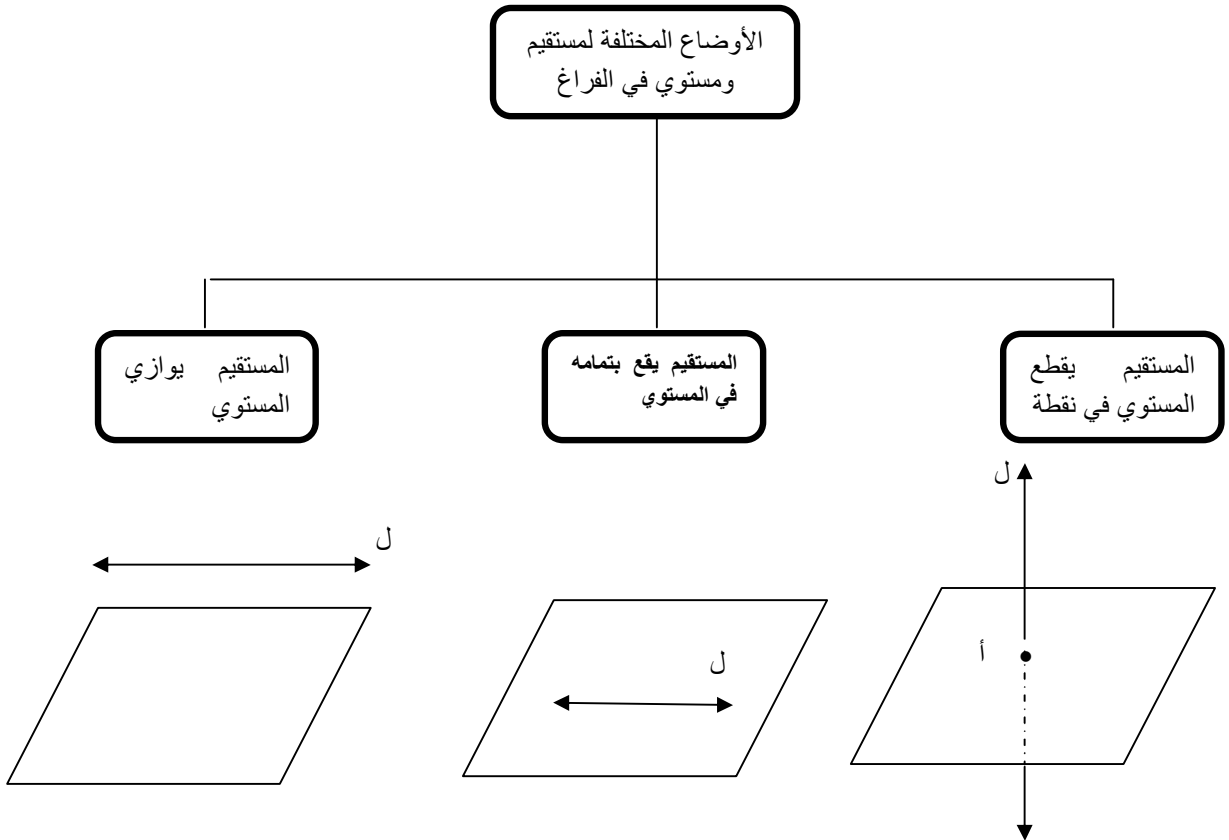 الأوضاع المختلفة لمستقيم
ومستوي في الفراغ
المستقيم يقطع
المستوي في نقطة
المستقيم يقع بتمامه
في المستوي
المستقيم يوازي
المستوي
ل
أ
ل
ل